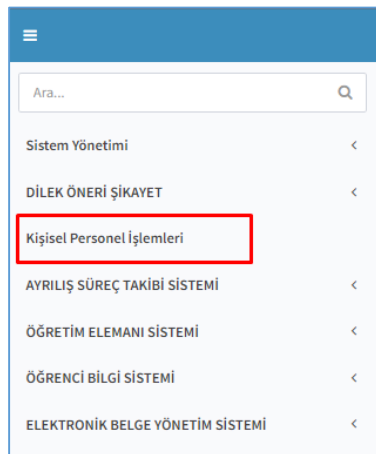 Ara...
Sistem Yönetimi
DİLEK ÖNERİ ŞİKAYET
Kişisel Personel İşlemleri
AYRILIŞ SÜREÇ TAKİBİ SİSTEMİ
ÖĞRETİM ELEMANI SİSTEMİ
ÖĞRENCİ BİLGİ SİSTEMİ
ELEKTRONİK BELGE YÖNETİM SİSTEMİ